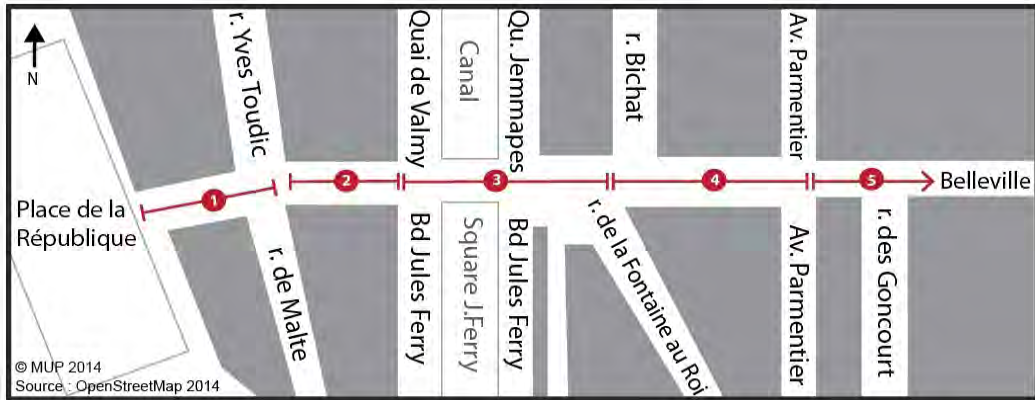 N
r. Yves Toudic
Quai de Valmy
Canal
Qu. Jemmapes
r. Bichat
Av. Parmentier
1
2
3
4
5
Belleville
Place de la
République
r. de Malte
Bd Jules Ferry
Square J.Ferry
Bd Jules Ferry
r. de la Fontaine au Roi
Av. Parmentier
r. des Goncourt
© MUP 2014
Source : OpenStreetMap 2014